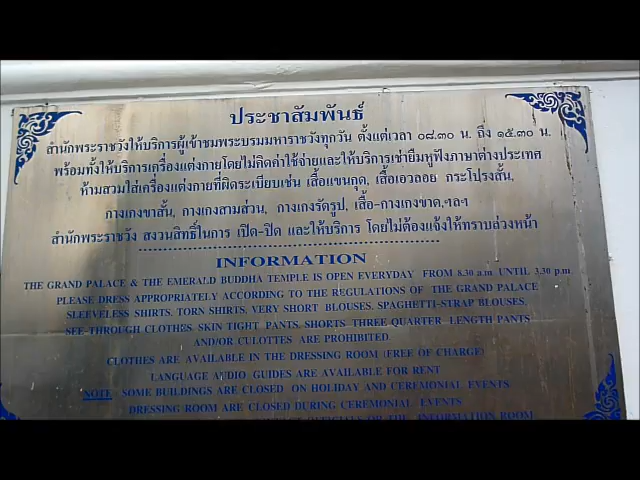 ประชาสัมพันธ์
สำนักพระราชวังให้บริการผู้เข้าชมพระบรมมหาราชวังทุกวัน ตั้งแต่เวลา ๐๘.๓๐ น. ถึง ๑๕.๓๐ น.
พร้อมทั้งให้บริการเครื่องแต่งกายโดยไม่คิดค่าใช้จ่ายและให้บริการเช่ายืมหูฟังภาษาต่างประเทศ
ห้ามสวมใส่เครื่องแต่งกายที่ผิดระเบียบเช่น เสื้อแขนกุด, เสื้อเอวลอย กระโปรงสั้น,
กางเกงขาสั้น, กางเกงสามส่วน, กางเกงรัดรูป, เสื้อ-กางเกงขาด,ฯลฯ
สำนักพระราชวัง สงวนสิทธิ์ในการ เปิด-ปิด และให้บริการ โดยไม่ต้องแจ้งให้ทราบล่วงหน้า
INFORMATION
THE GRAND PALACE & THE EMERALD BUDDHA TEMPLE IS OPEN EVERYDAY FROM 8.30 a.m UNTIL 3.30 p.m
PLEASE DRESS APPROPRIATELY ACCORDING TO THE REGULATIONS OF THE GRAND PALACE
SLEEVELESS SHIRTS, TORN SHIRTS, VERY SHORT BLOUSES, SPAGHETTI-STRAP BLOUSES,
SEE-THROUGH CLOTHES, SKIN TIGHT PANTS, SHORTS THREE QUARTER LENGTH PANTS
AND/OR CULOTTES ARE PROHIBITED
CLOTHES ARE AVAILABLE IN THE DRESSING ROOM (FREE OF CHARGE)
LANGUAGE AUDIO GUIDES ARE AVAILABLE FOR RENT
NOTE SOME BUILDINGS ARE CLOSED ON HOLIDAY AND CEREMONIAL EVENTS
DRESSING ROOM ARE CLOSED DURING CEREMONIAL EVENTS
THE INFORMATION ROOM